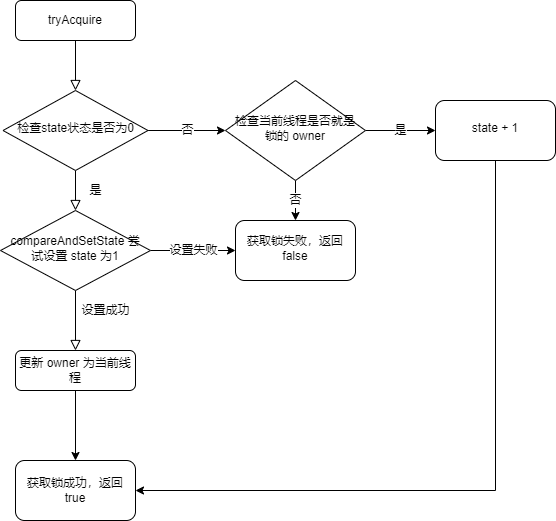 tryAcquire
检查state状态是否为0
否
检查当前线程是否就是
锁的 owner
是
state + 1
是
否
compareAndSetState 尝
试设置 state 为1
设置失败
获取锁失败，返回
false
设置成功
更新 owner 为当前线
程
获取锁成功，返回
true